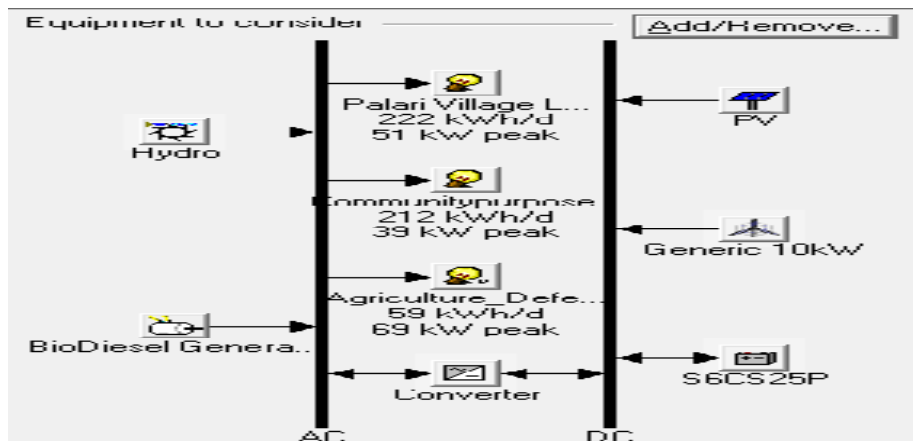 Equipment to consider
Add/Remove...
Palari Village L...
222 kWh/d
51 kW peak
PV
Hydro
Communitypurpose
212 kWh/d
39 kW peak
Generic 10kW
Agriculture_Defe...
59 kWh/d
69 kW peak
BioDiesel Genera..
Converter
S6CS25P
AC
DC